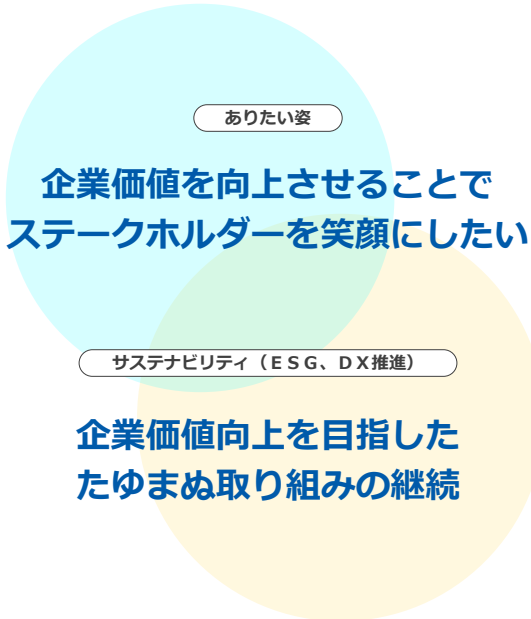 ありたい姿
企業価値を向上させることで
ステークホルダーを笑顔にしたい
サステナビリティ（ＥＳＧ、ＤＸ推進）
企業価値向上を目指した
たゆまぬ取り組みの継続